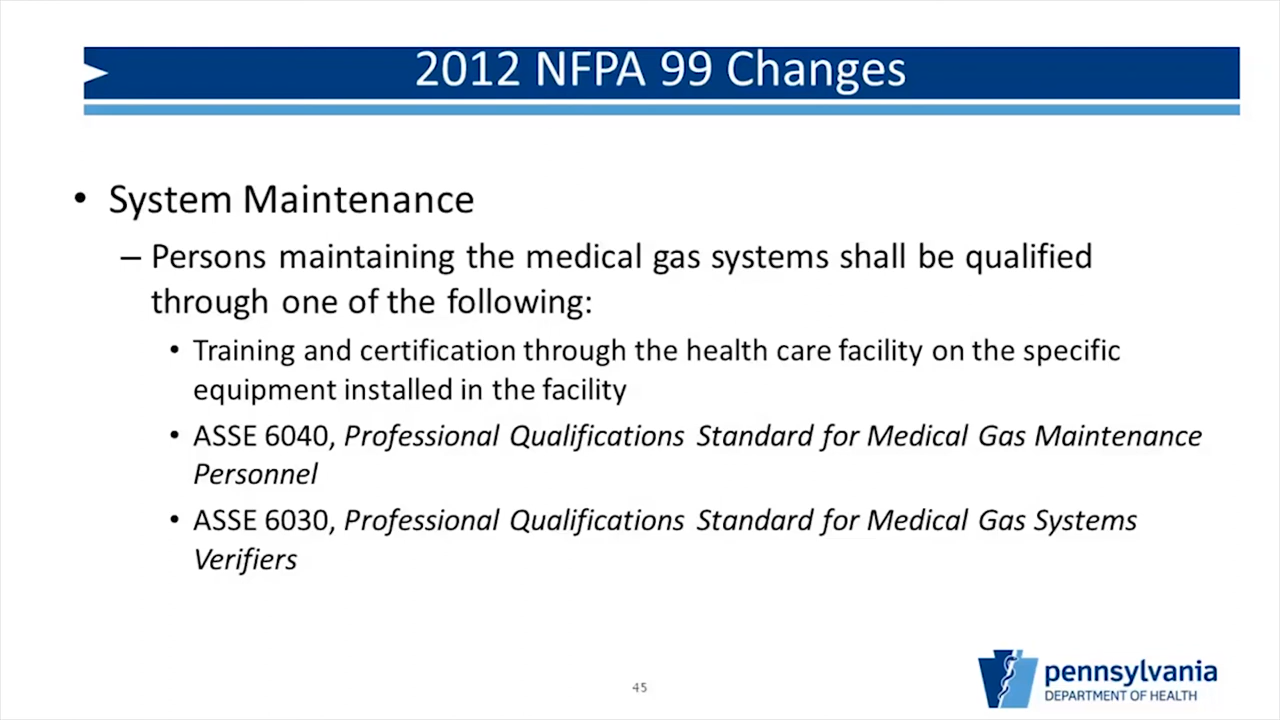 2012 NFPA 99 Changes
• System Maintenance
– Persons maintaining the medical gas systems shall be qualified
through one of the following:
• Training and certification through the health care facility on the specific
equipment installed in the facility
• ASSE 6040, Professional Qualifications Standard for Medical Gas Maintenance
Personnel
• ASSE 6030, Professional Qualifications Standard for Medical Gas Systems
Verifiers
45
pennsylvania
DEPARTMENT OF HEALTH